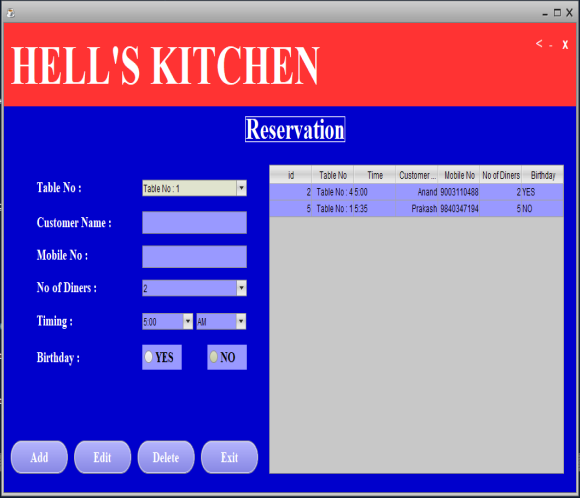 - □ X
HELL'S KITCHEN
< - X
Reservation
Table No :
Table No : 1
Customer Name :
Mobile No :
No of Diners :
2
Timing :
5:00 AM
Birthday :
YES NO
Add Edit Delete Exit
id Table No Time Customer ... Mobile No No of Diners Birthday
2 Table No : 4 5:00 Anand 9003110488 2 YES
5 Table No : 1 5:35 Prakash 9840347194 5 NO